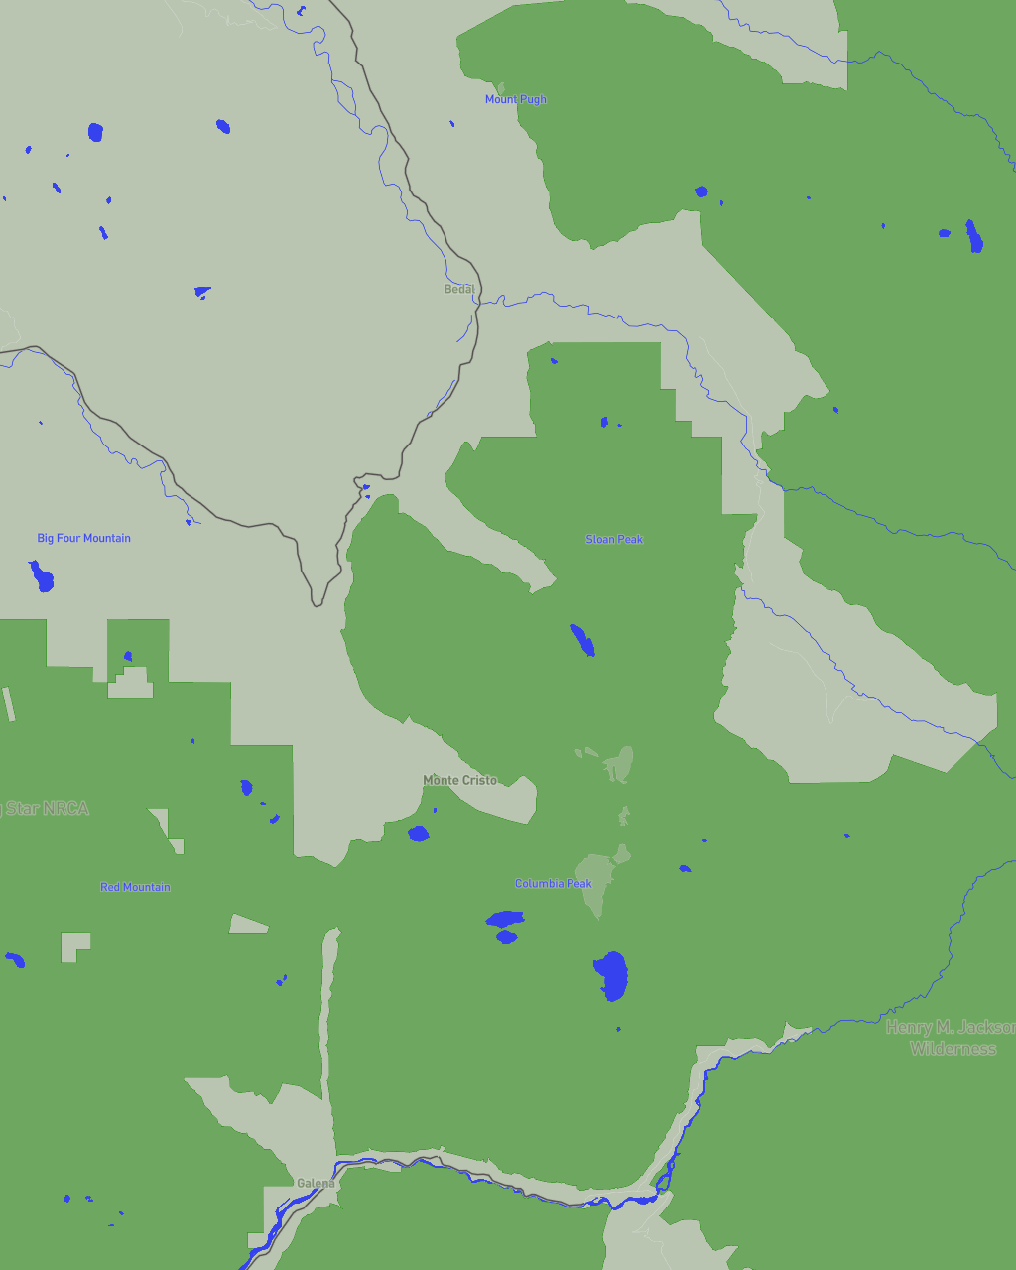 Mount Pugh
Bedal
Big Four Mountain
Sloan Peak
Monte Cristo
Star NRCA
Red Mountain
Columbia Peak
Henry M. Jackson
Wilderness
Galena